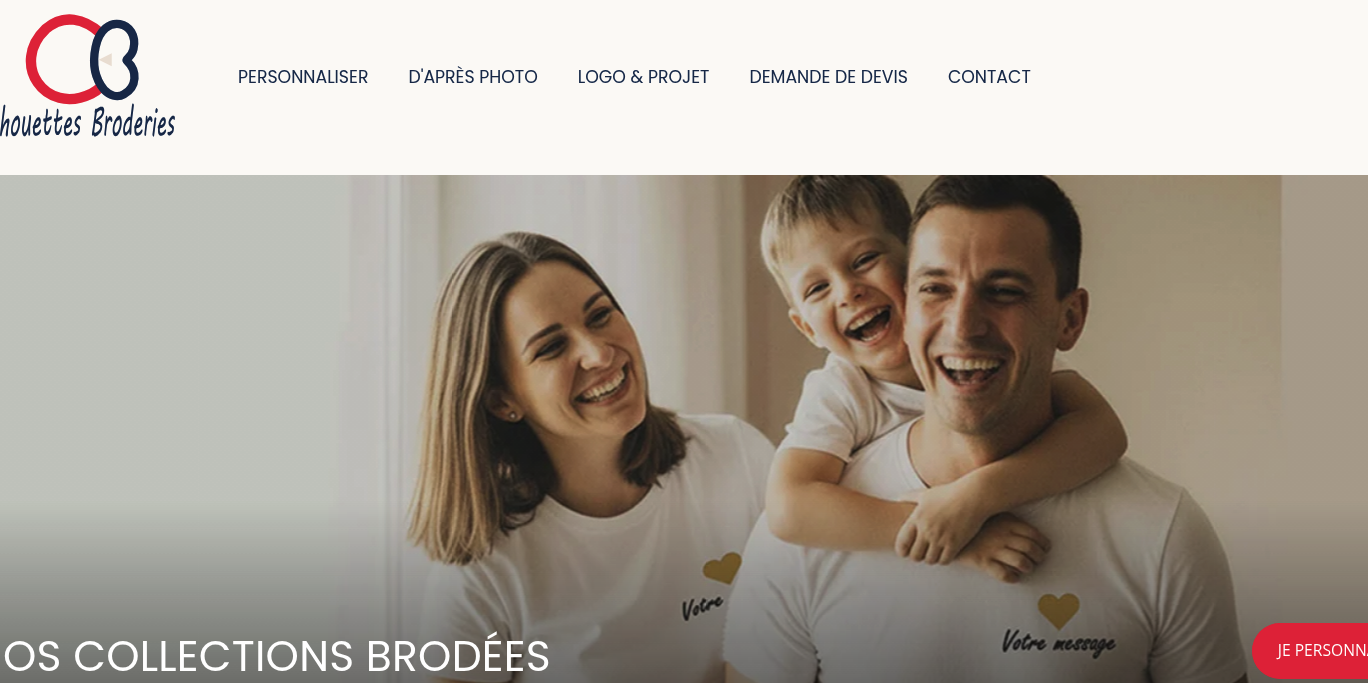 houettes Broderies
PERSONNALISER D'APRÈS PHOTO LOGO & PROJET DEMANDE DE DEVIS CONTACT
Votre
Votre message
OS COLLECTIONS BRODÉES
JE PERSONNA